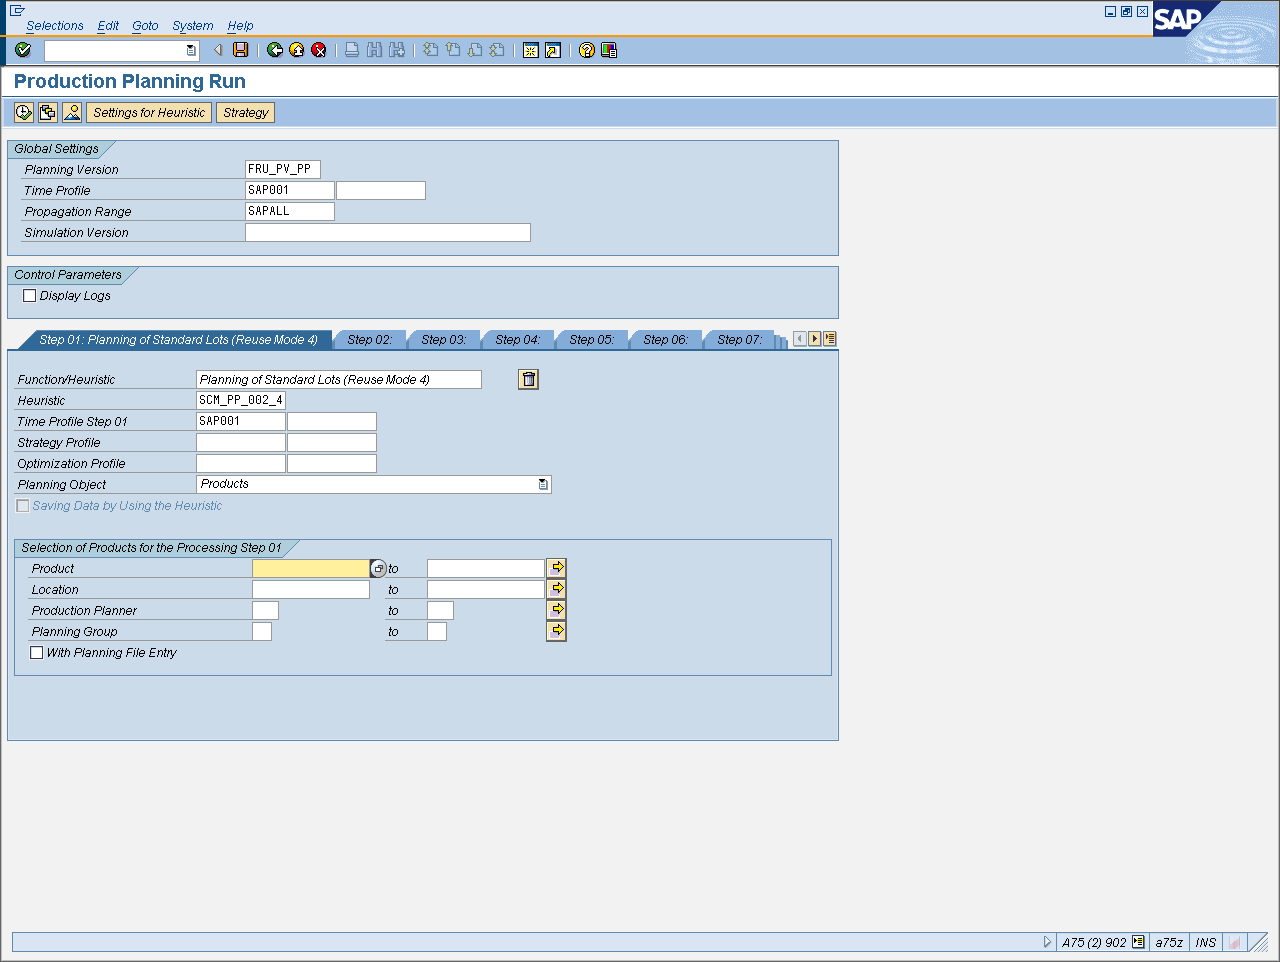 Selections Edit Goto System Help
SAP
Production Planning Run
Settings for Heuristic Strategy
Global Settings
Planning Version FRU_PV_PP
Time Profile SAP001
Propagation Range SAPALL
Simulation Version
Control Parameters
Display Logs
Step 01: Planning of Standard Lots (Reuse Mode 4) Step 02: Step 03: Step 04: Step 05: Step 06: Step 07:
Function/Heuristic Planning of Standard Lots (Reuse Mode 4)
Heuristic SCM_PP_002_4
Time Profile Step 01 SAP001
Strategy Profile
Optimization Profile
Planning Object Products
Saving Data by Using the Heuristic
Selection of Products for the Processing Step 01
Product to
Location to
Production Planner to
Planning Group to
With Planning File Entry
A75 (2) 902 a75z INS